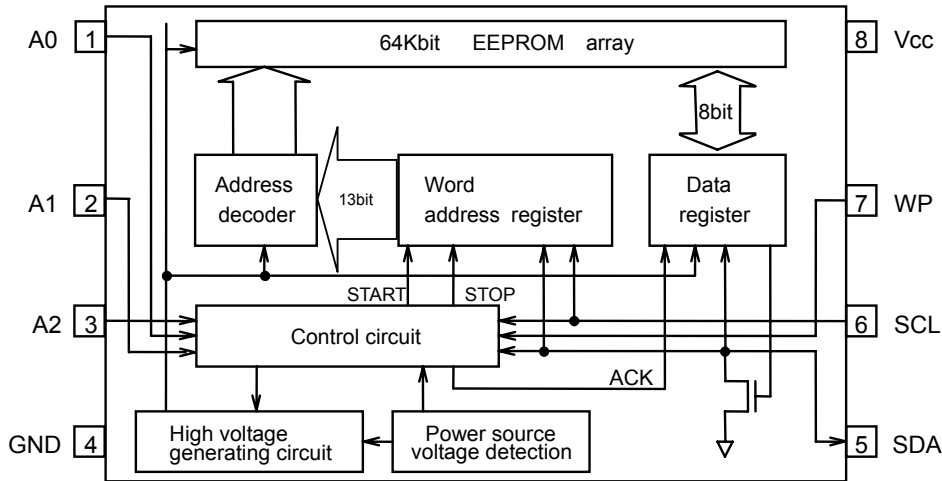 A0
1
64Kbit EEPROM array
8
Vcc
8bit
A1
2
Address
decoder
13bit
Word
address register
Data
register
7
WP
START
STOP
A2
3
Control circuit
6
SCL
ACK
GND
4
High voltage
generating circuit
Power source
voltage detection
5
SDA